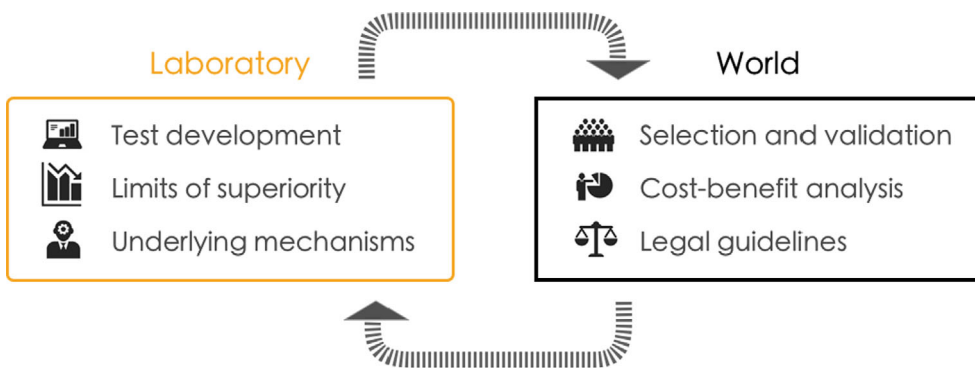 Laboratory
Test development
Limits of superiority
Underlying mechanisms
World
Selection and validation
Cost-benefit analysis
Legal guidelines